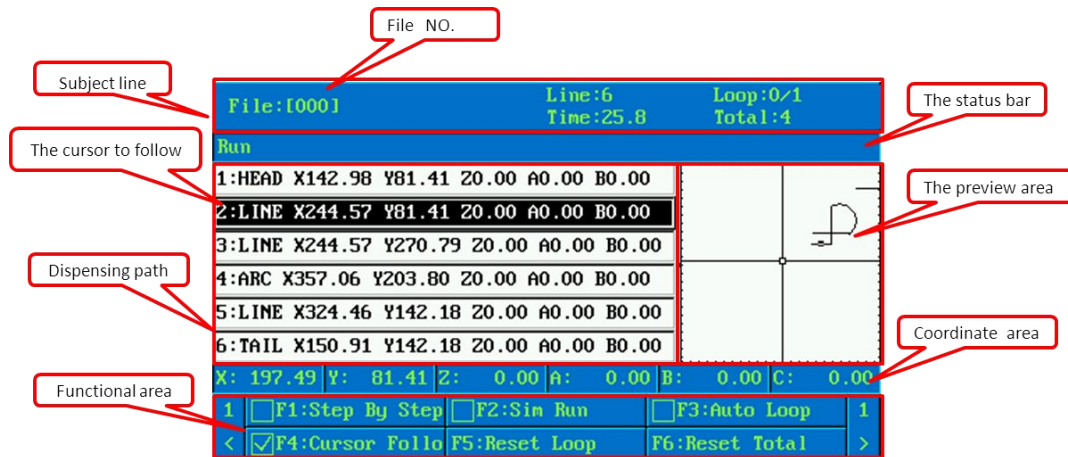 File NO.
Subject line
File:[000]
Line:6
Loop:0/1
Time:25.8
Total:4
The status bar
The cursor to follow
Run
1:HEAD X142.98 Y81.41 Z0.00 A0.00 B0.00
The preview area
2:LINE X244.57 Y81.41 Z0.00 A0.00 B0.00
3:LINE X244.57 Y270.79 Z0.00 A0.00 B0.00
Dispensing path
4:ARC X357.06 Y203.80 Z0.00 A0.00 B0.00
5:LINE X324.46 Y142.18 Z0.00 A0.00 B0.00
Coordinate area
6:TAIL X150.91 Y142.18 Z0.00 A0.00 B0.00
X: 197.49 Y: 81.41 Z: 0.00 A: 0.00 B: 0.00 C: 0.00
Functional area
1 F1:Step By Step F2:Sim Run F3:Auto Loop 1
< F4:Cursor Follo F5:Reset Loop F6:Reset Total >